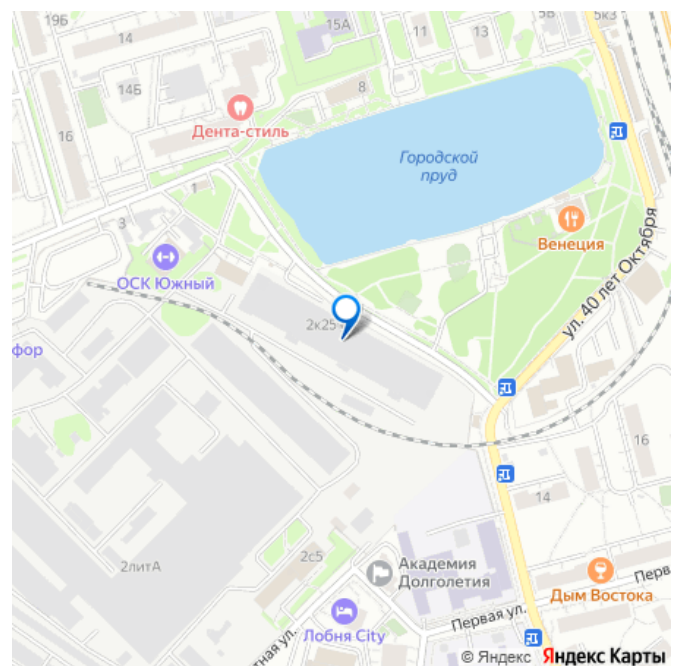 19Б
14
15А
11
13
5Б
5к3
14Б
8
16
Дента-стиль
Городской
пруд
1
3
Венеция
ОСК Южный
ул. 40 лет Октября
2к25
фор
16
14
2с5
2литА
Академия
Долголетия
Перв
Дым Востока
Первая ул.
Лобня City
тная ул.
© Яндекс Яндекс Карты